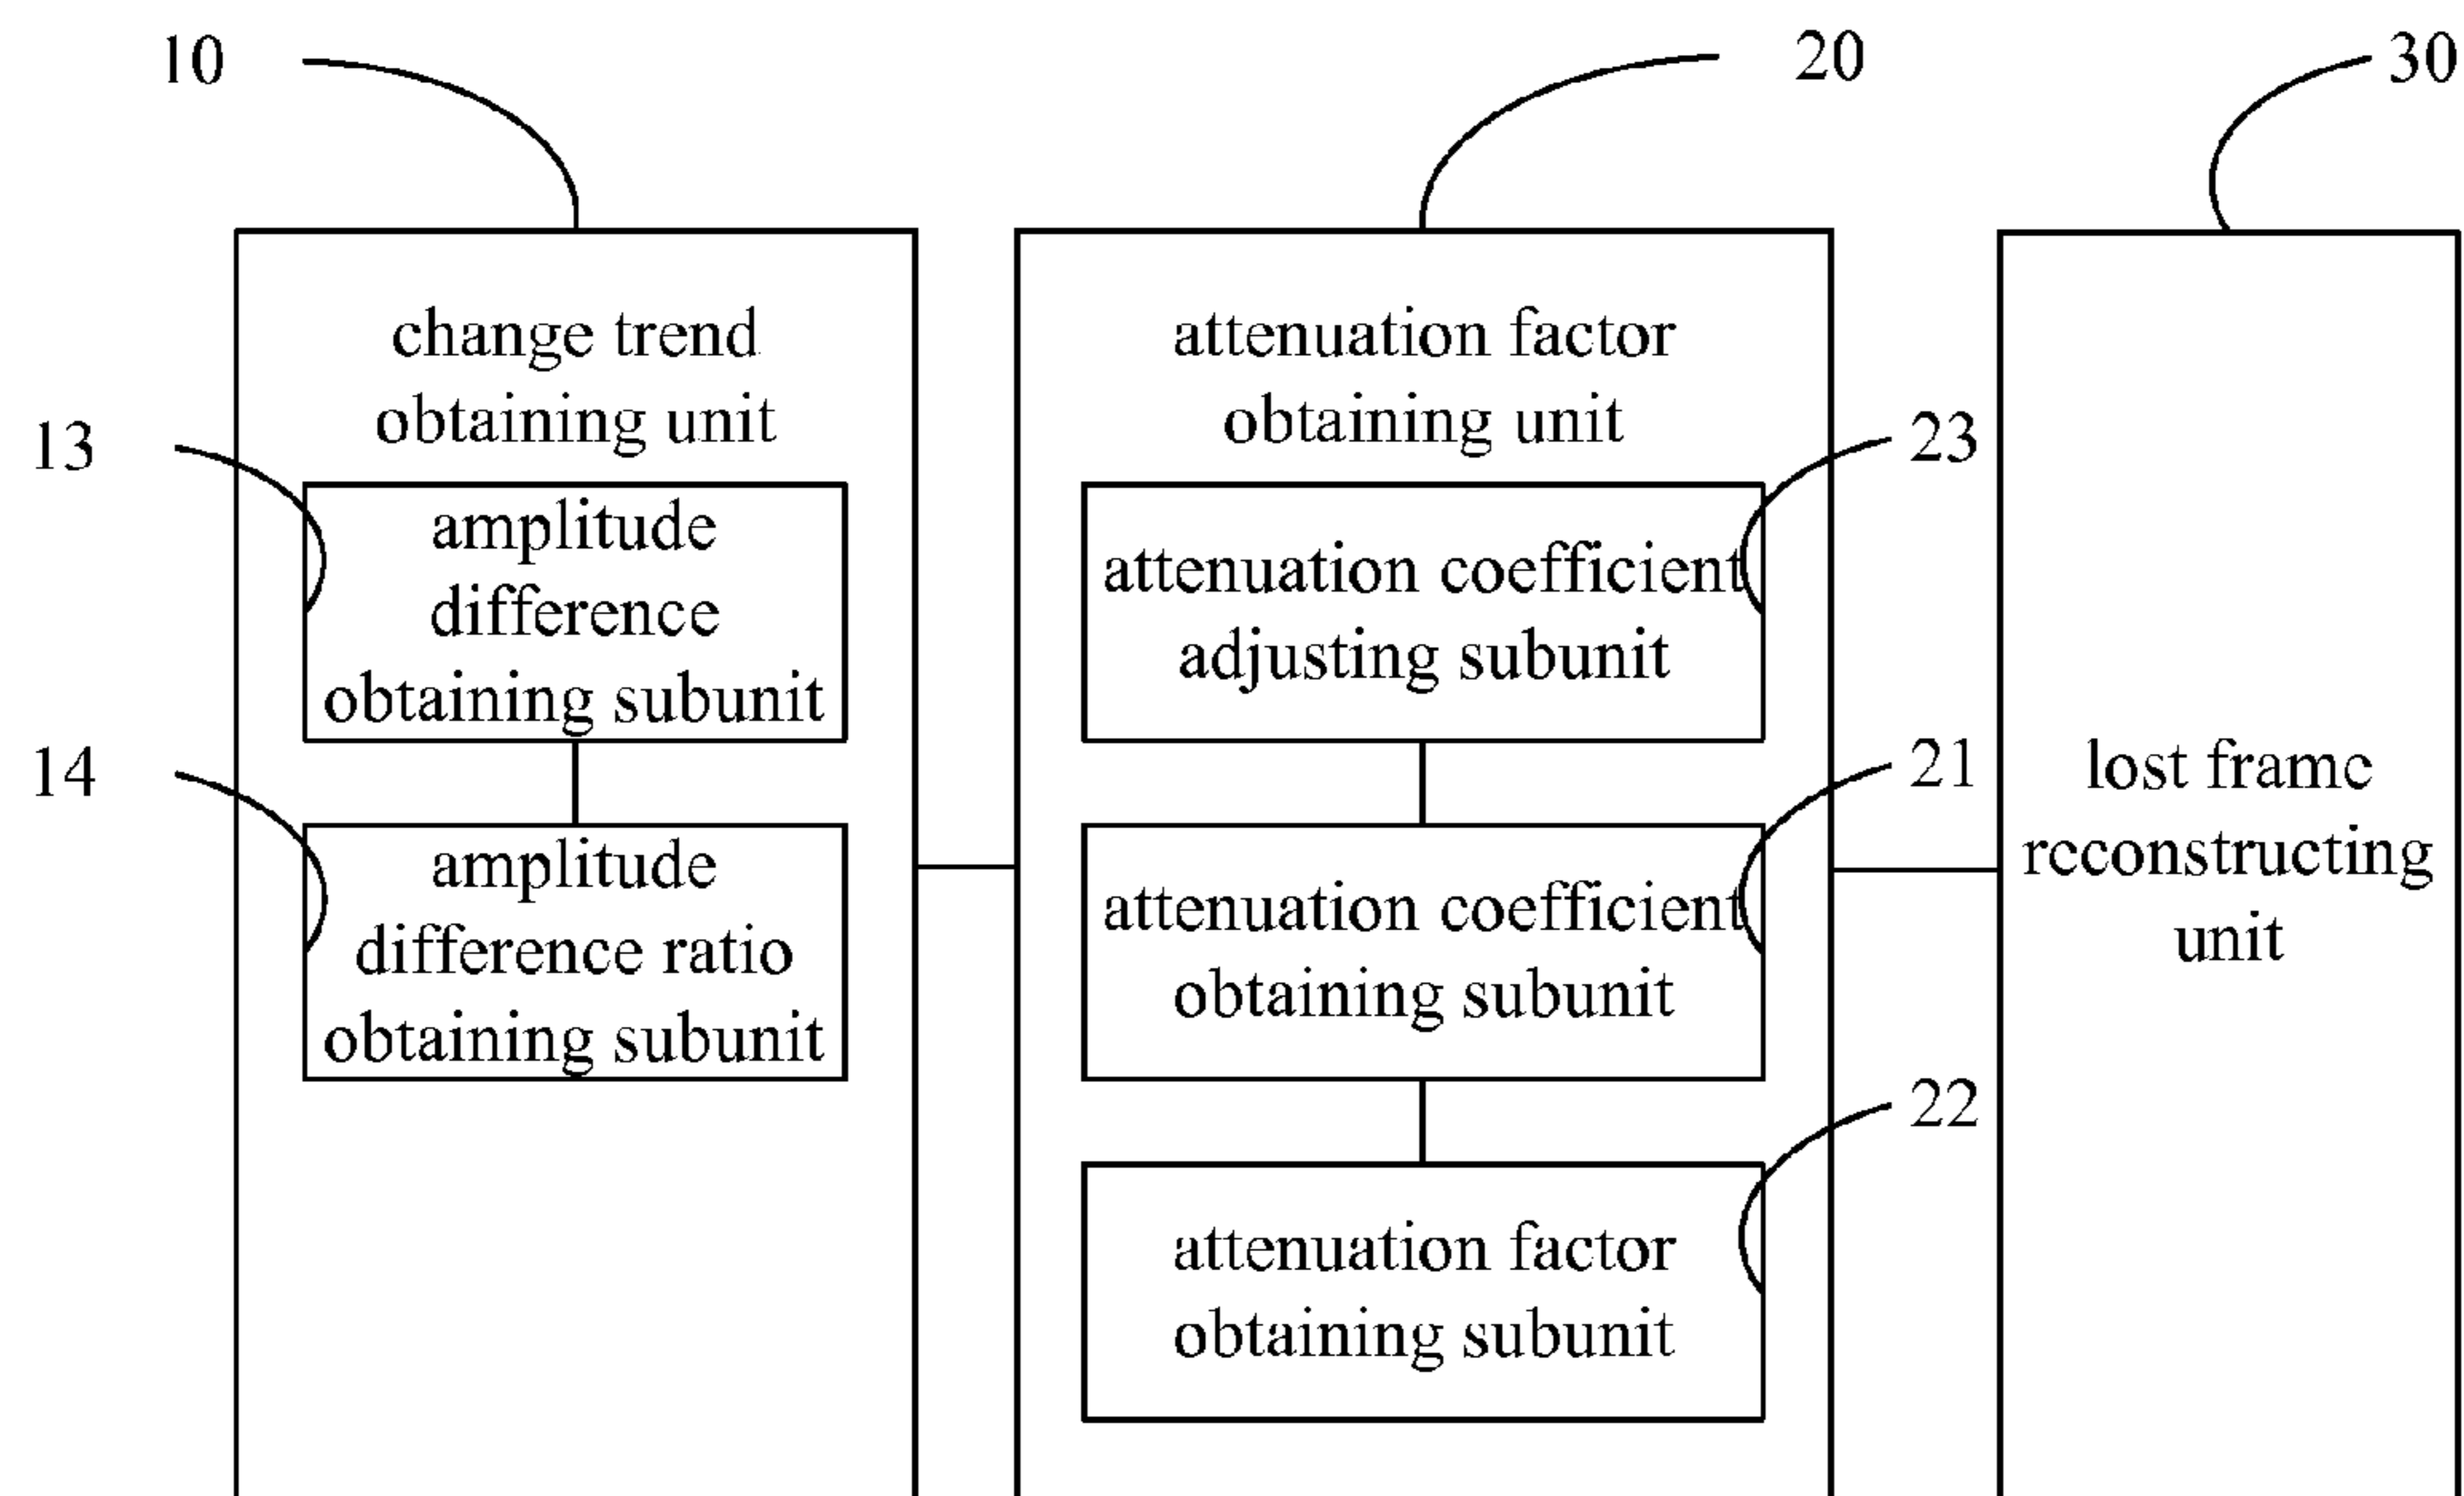 10
20
30
change trend
obtaining unit
13
amplitude
difference
obtaining subunit
14
amplitude
difference ratio
obtaining subunit
attenuation factor
obtaining unit
23
attenuation coefficient
adjusting subunit
21
attenuation coefficient
obtaining subunit
22
attenuation factor
obtaining subunit
lost frame
reconstructing
unit